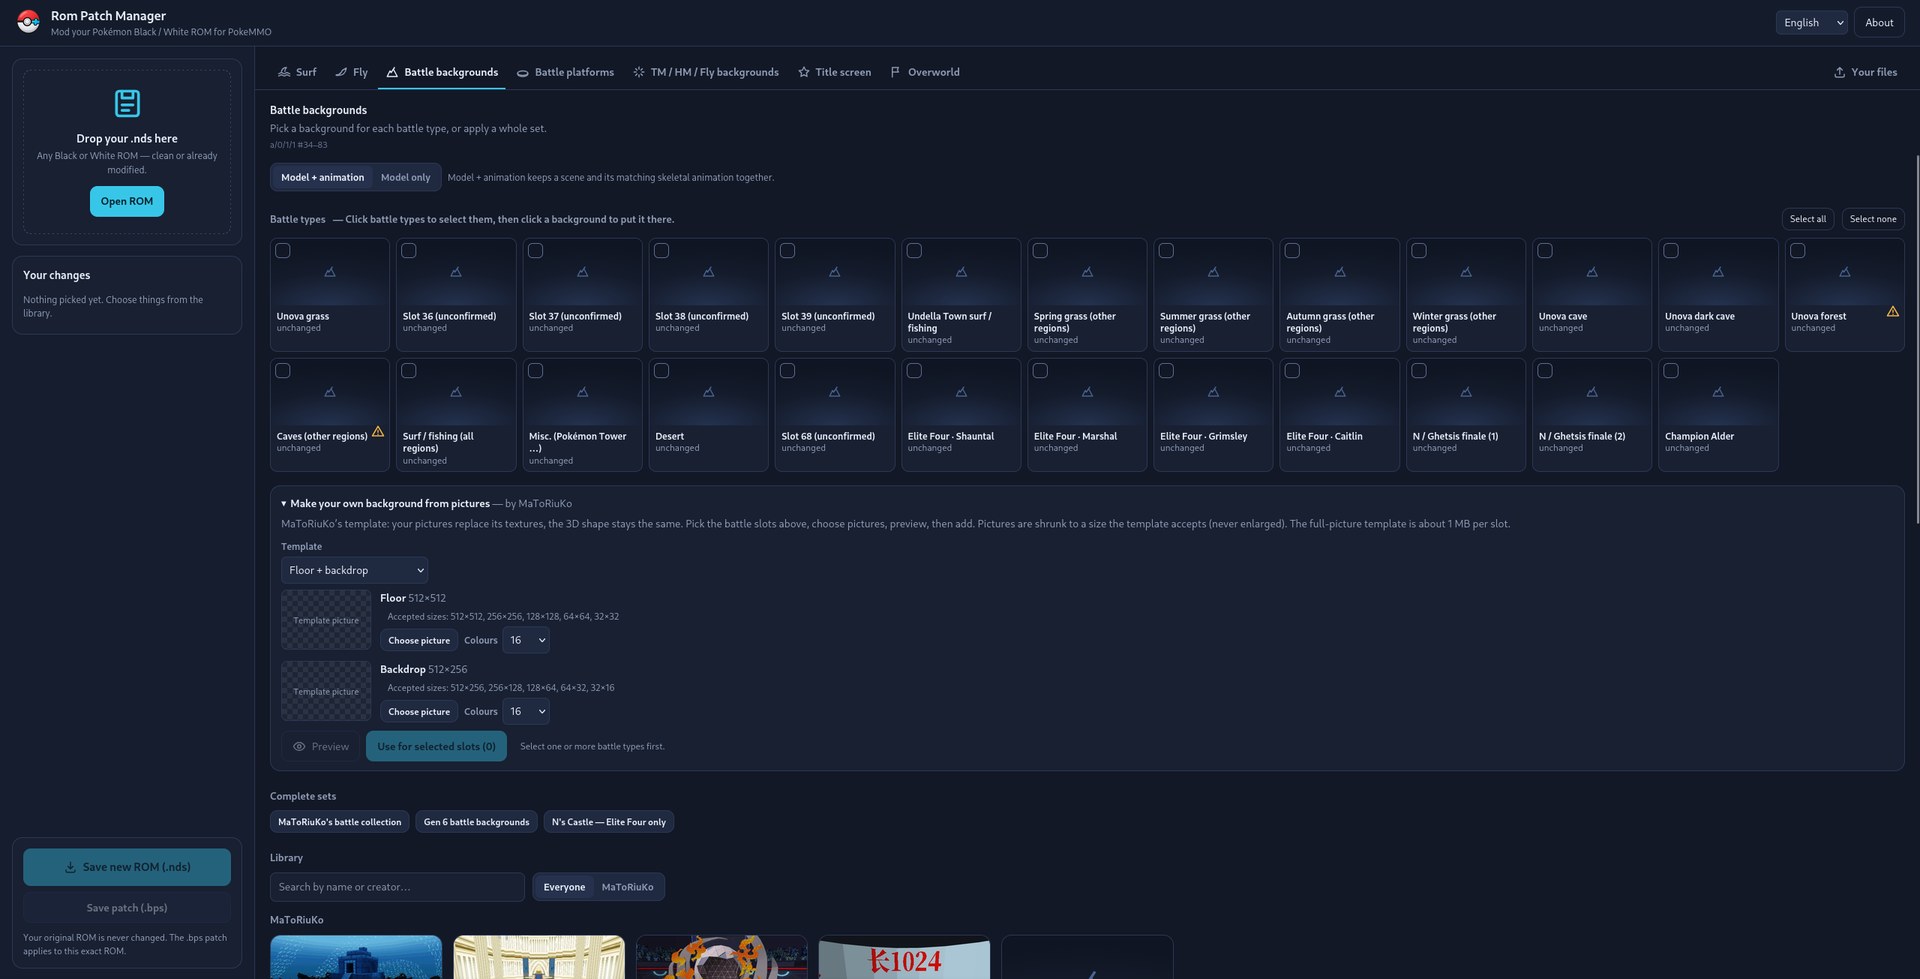 Rom Patch Manager
Mod your Pokémon Black / White ROM for PokeMMO
English
About
Drop your .nds here
Any Black or White ROM — clean or already
modified.
Open ROM
Your changes
Nothing picked yet. Choose things from the
library.
Save new ROM (.nds)
Save patch (.bps)
Your original ROM is never changed. The .bps patch
applies to this exact ROM.
Surf
Fly
Battle backgrounds
Battle platforms
TM / HM / Fly backgrounds
Title screen
Overworld
Your files
Battle backgrounds
Pick a background for each battle type, or apply a whole set.
a/0/1/1 #34–83
Model + animation
Model only
Model + animation keeps a scene and its matching skeletal animation together.
Battle types — Click battle types to select them, then click a background to put it there.
Select all
Select none
Unova grass
unchanged
Slot 36 (unconfirmed)
unchanged
Slot 37 (unconfirmed)
unchanged
Slot 38 (unconfirmed)
unchanged
Slot 39 (unconfirmed)
unchanged
Undella Town surf /
fishing
unchanged
Spring grass (other
regions)
unchanged
Summer grass (other
regions)
unchanged
Autumn grass (other
regions)
unchanged
Winter grass (other
regions)
unchanged
Unova cave
unchanged
Unova dark cave
unchanged
Unova forest
unchanged
Caves (other regions)
unchanged
Surf / fishing (all
regions)
unchanged
Misc. (Pokémon Tower
...)
unchanged
Desert
unchanged
Slot 68 (unconfirmed)
unchanged
Elite Four · Shauntal
unchanged
Elite Four · Marshal
unchanged
Elite Four · Grimsley
unchanged
Elite Four · Caitlin
unchanged
N / Ghetsis finale (1)
unchanged
N / Ghetsis finale (2)
unchanged
Champion Alder
unchanged
▾ Make your own background from pictures — by MaToRiuKo
MaToRiuKo's template: your pictures replace its textures, the 3D shape stays the same. Pick the battle slots above, choose pictures, preview, then add. Pictures are shrunk to a size the template accepts (never enlarged). The full-picture template is about 1 MB per slot.
Template
Floor + backdrop
Template picture
Floor 512×512
Accepted sizes: 512×512, 256×256, 128×128, 64×64, 32×32
Choose picture
Colours
16
Template picture
Backdrop 512×256
Accepted sizes: 512×256, 256×128, 128×64, 64×32, 32×16
Choose picture
Colours
16
Preview
Use for selected slots (0)
Select one or more battle types first.
Complete sets
MaToRiuKo's battle collection
Gen 6 battle backgrounds
N's Castle — Elite Four only
Library
Search by name or creator…
Everyone
MaToRiuKo
MaToRiuKo
长1024